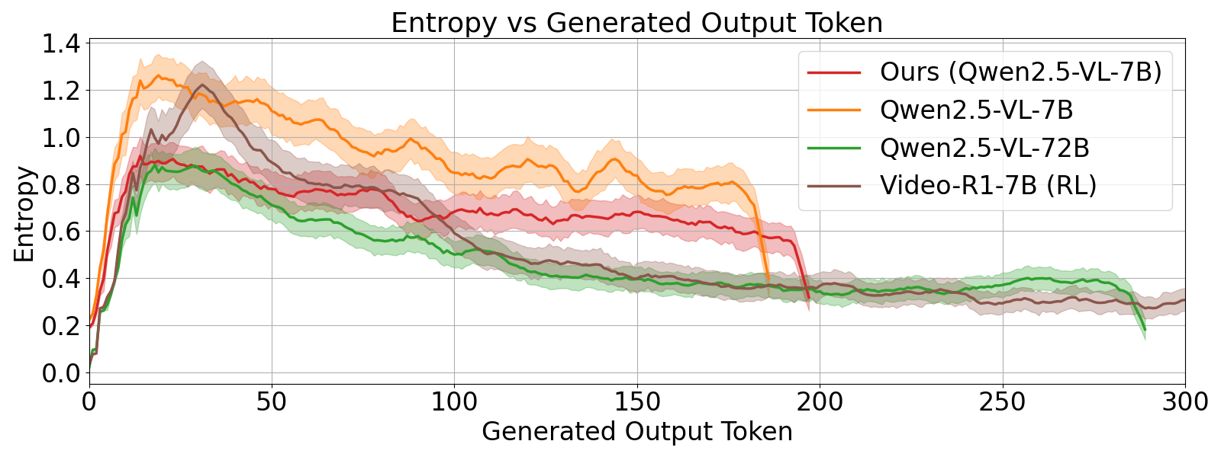 Entropy vs Generated Output Token
1.4
1.2
1.0
0.8
0.6
0.4
0.2
0.0
Entropy
Ours (Qwen2.5-VL-7B)
Qwen2.5-VL-7B
Qwen2.5-VL-72B
Video-R1-7B (RL)
0 50 100 150 200 250 300
Generated Output Token